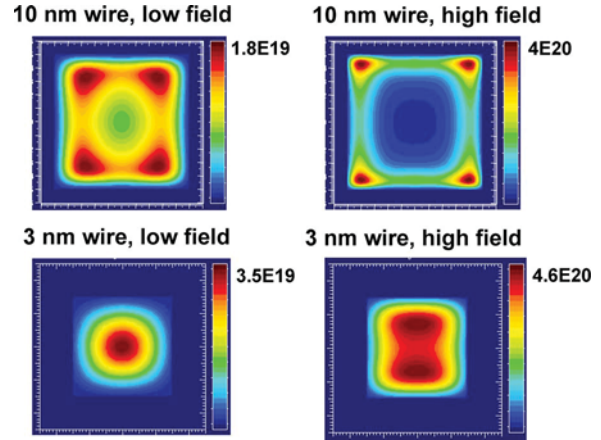 10 nm wire, low field
10 nm wire, high field
1.8E19
4E20
3 nm wire, low field
3 nm wire, high field
3.5E19
4.6E20